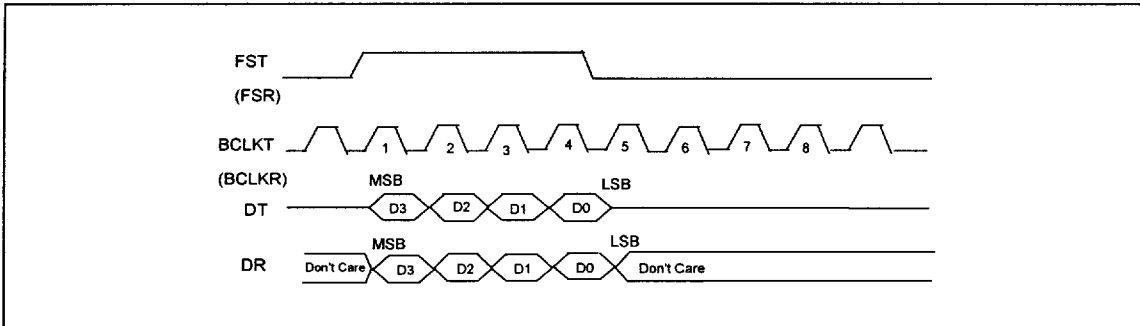 FST
(FSR)
BCLKT 1 2 3 4 5 6 7 8
(BCLKR)
MSB LSB
DT D3 D2 D1 D0
MSB LSB
DR Don't Care D3 D2 D1 D0 Don't Care